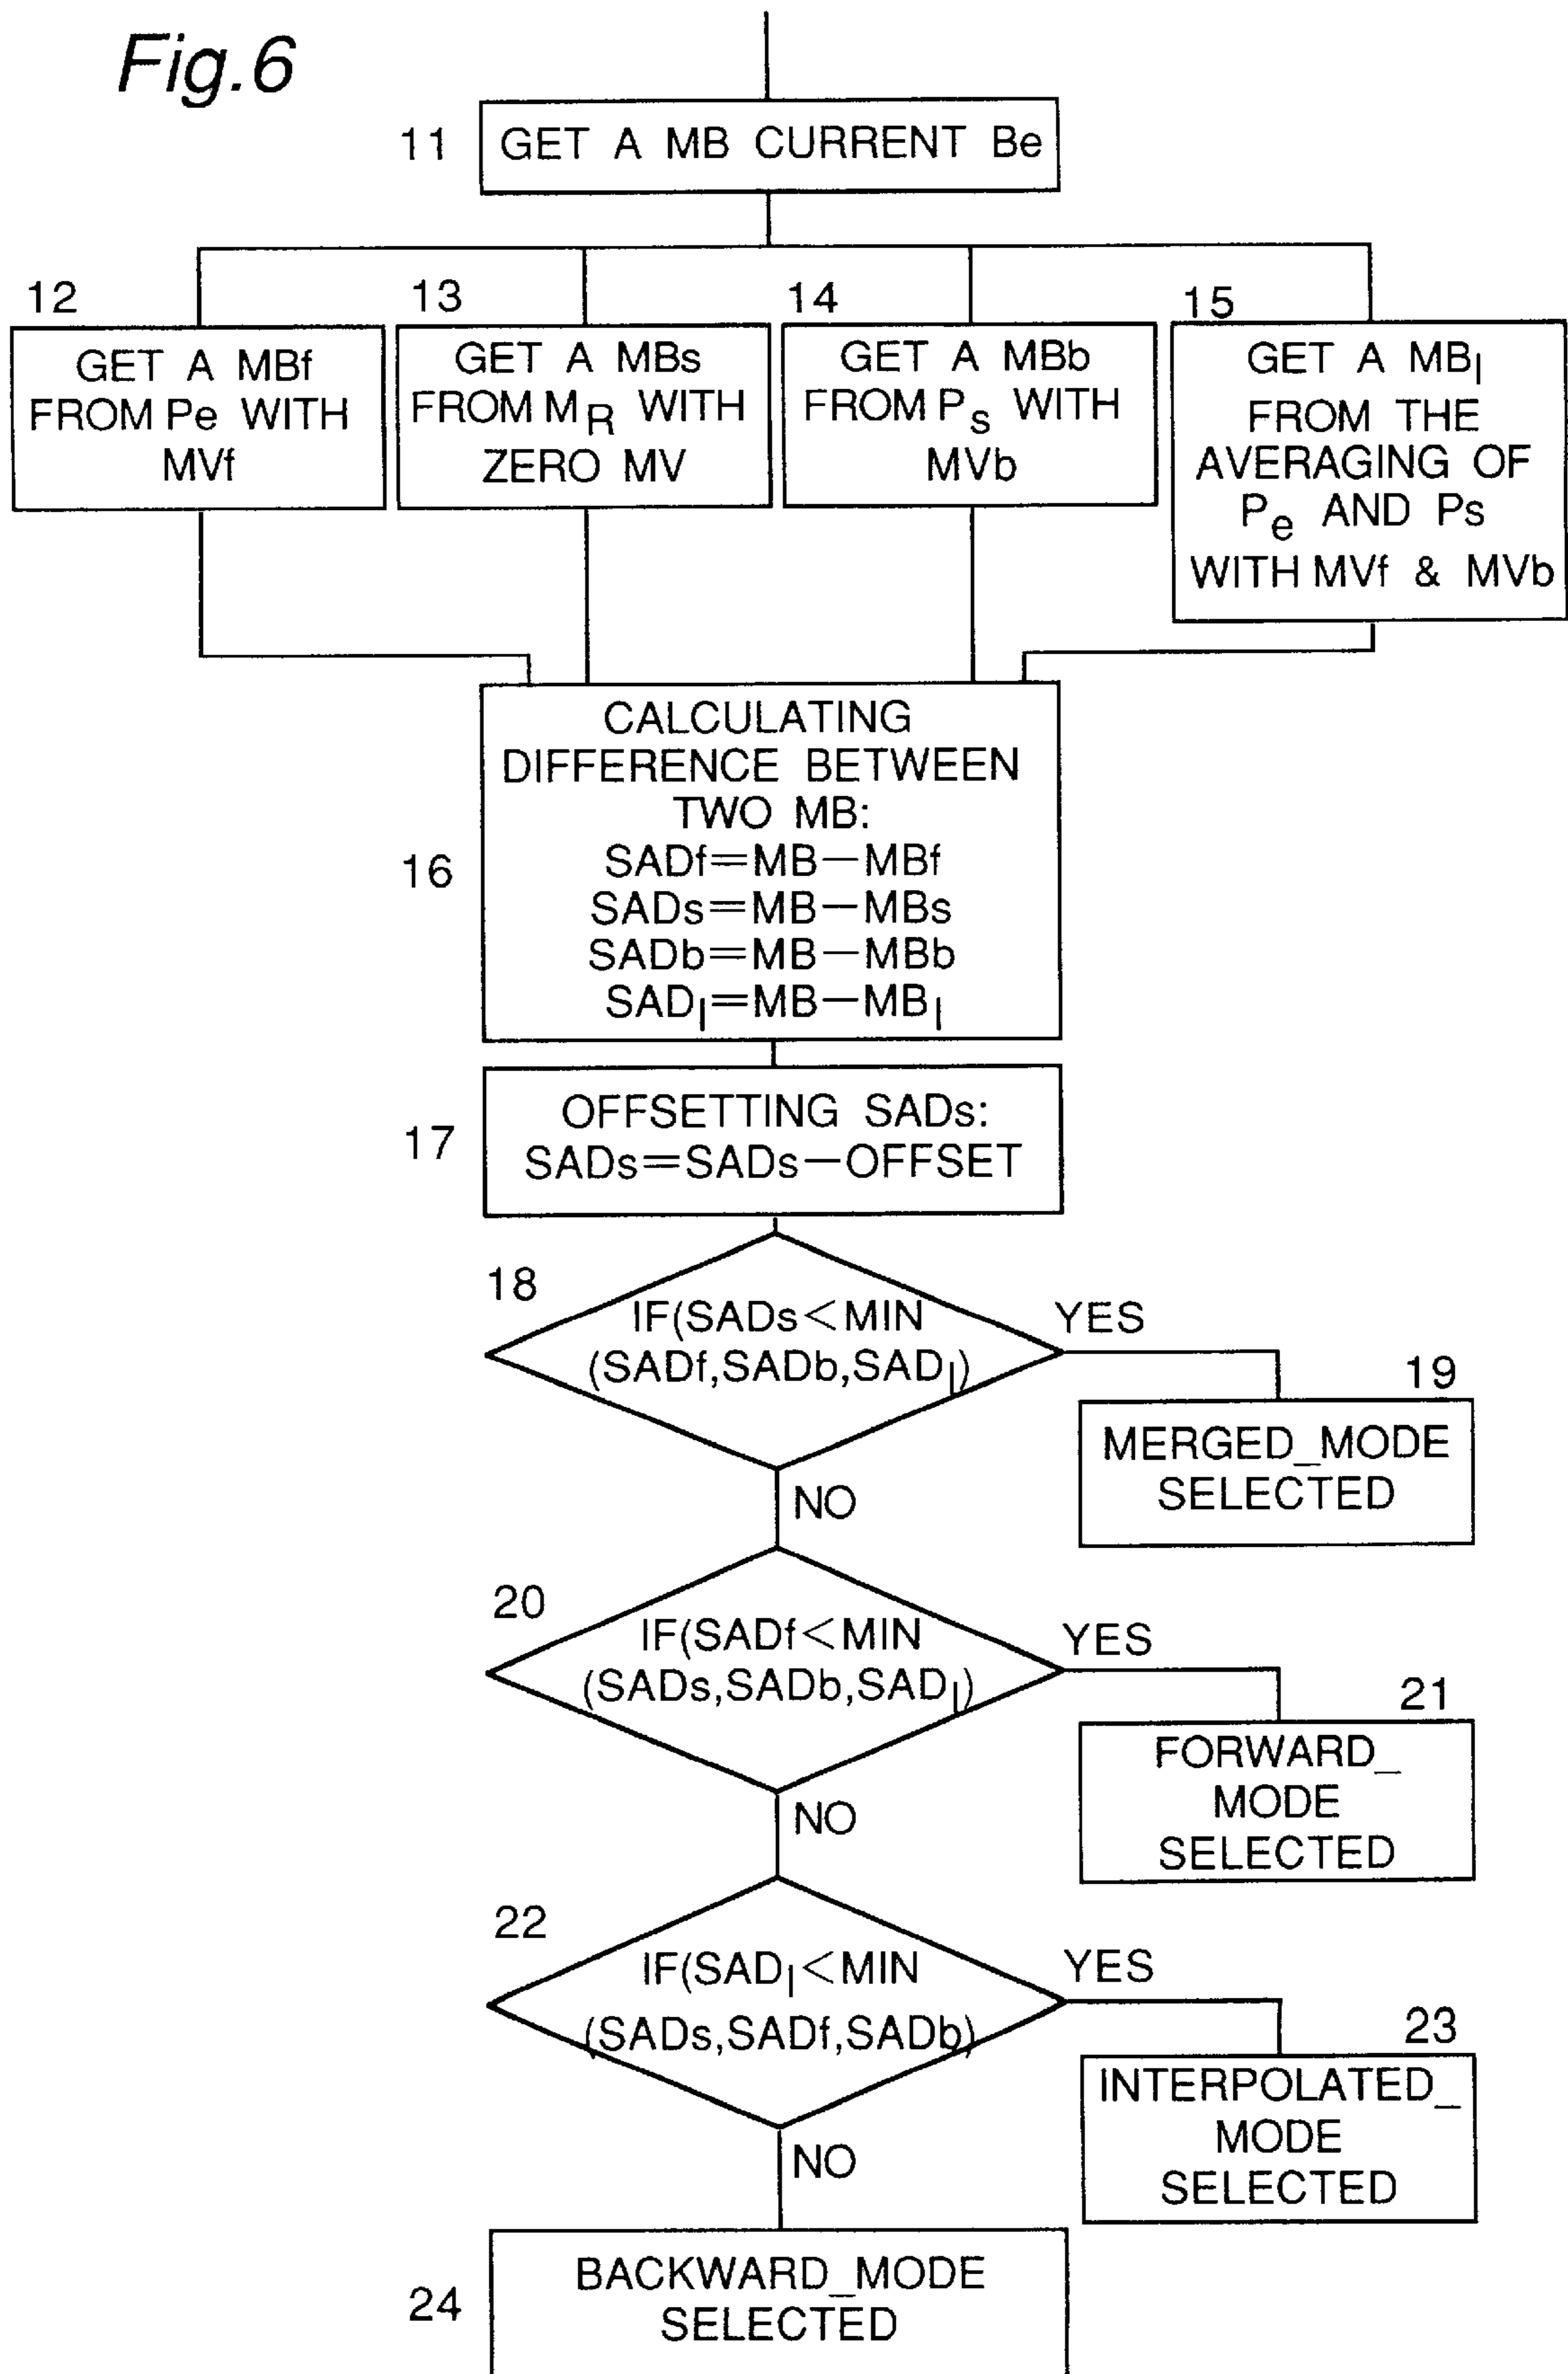 Fig.6
11
GET A MB CURRENT Be
12
GET A MBf
FROM Pe WITH
MVf
13
GET A MBs
FROM MR WITH
ZERO MV
14
GET A MBb
FROM Ps WITH
MVb
15
GET A MBI
FROM THE
AVERAGING OF
Pe AND Ps
WITH MVf & MVb
16
CALCULATING
DIFFERENCE BETWEEN
TWO MB:
SADf=MB-MBf
SADs=MB-MBs
SADb=MB-MBb
SADI=MB-MBI
17
OFFSETTING SADs:
SADs=SADs-OFFSET
18
IF(SADs<MIN
(SADf,SADb,SADI)
YES
19
MERGED_MODE
SELECTED
NO
20
IF(SADf<MIN
(SADs,SADb,SADI)
YES
21
FORWARD_
MODE
SELECTED
NO
22
IF(SADI<MIN
(SADs,SADf,SADb)
YES
23
INTERPOLATED_
MODE
SELECTED
NO
24
BACKWARD_MODE
SELECTED